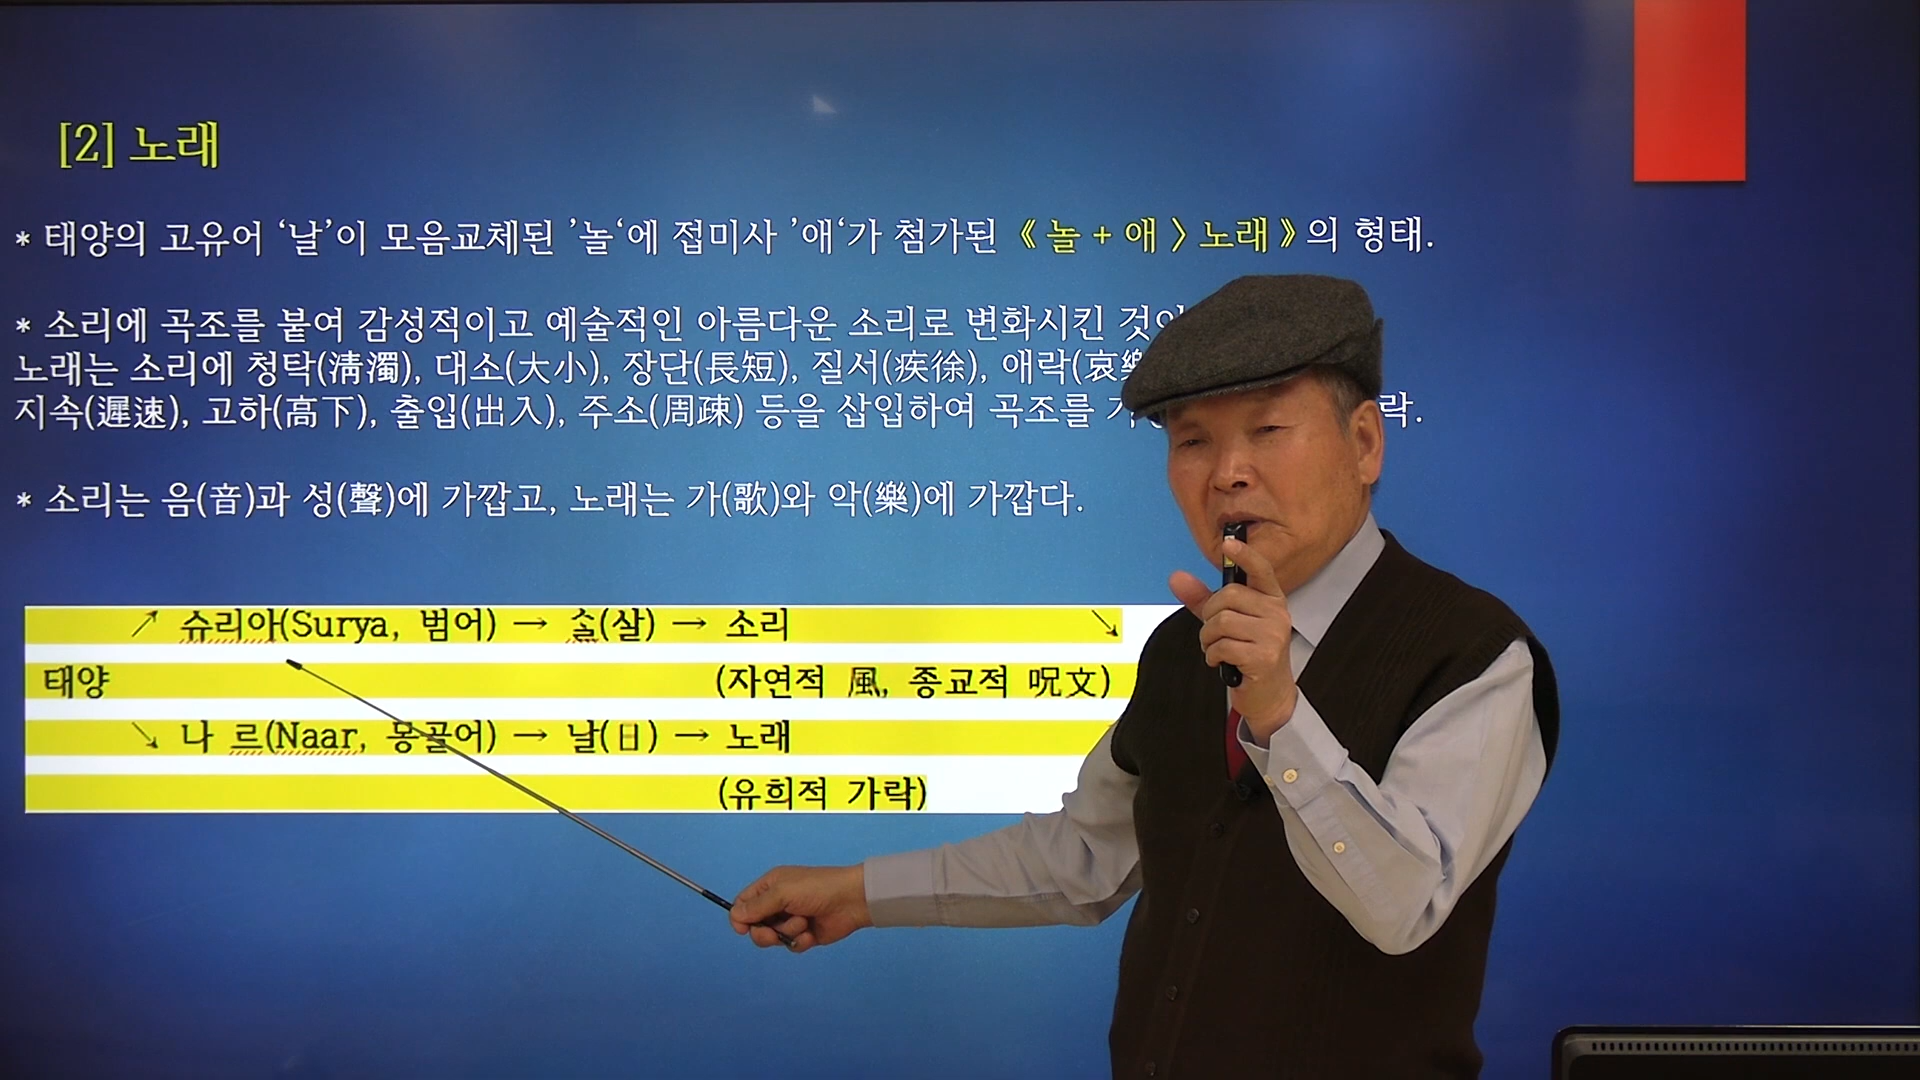 [2] 노래
* 태양의 고유어 ‘날’이 모음교체된 ’놀‘에 접미사 ’애‘가 첨가된 《 놀 + 애 〉 노래 》의 형태.
* 소리에 곡조를 붙여 감성적이고 예술적인 아름다운 소리로 변화시킨
노래는 소리에 청탁(淸濁), 대소(大小), 장단(長短), 질서(疾徐), 애락(哀樂
지속(遲速), 고하(高下), 출입(出入), 주소(周疎) 등을 삽입하여 곡조를 락.
* 소리는 음(音)과 성(聲)에 가깝고, 노래는 가(歌)와 악(樂)에 가깝다.
↗ 슈리아(Surya, 범어) → 솔(살) → 소리 ↘
태양 (자연적 風, 종교적 呪文)
↘ 나 르(Naar, 몽골어) → 날(日) → 노래
(유희적 가락)